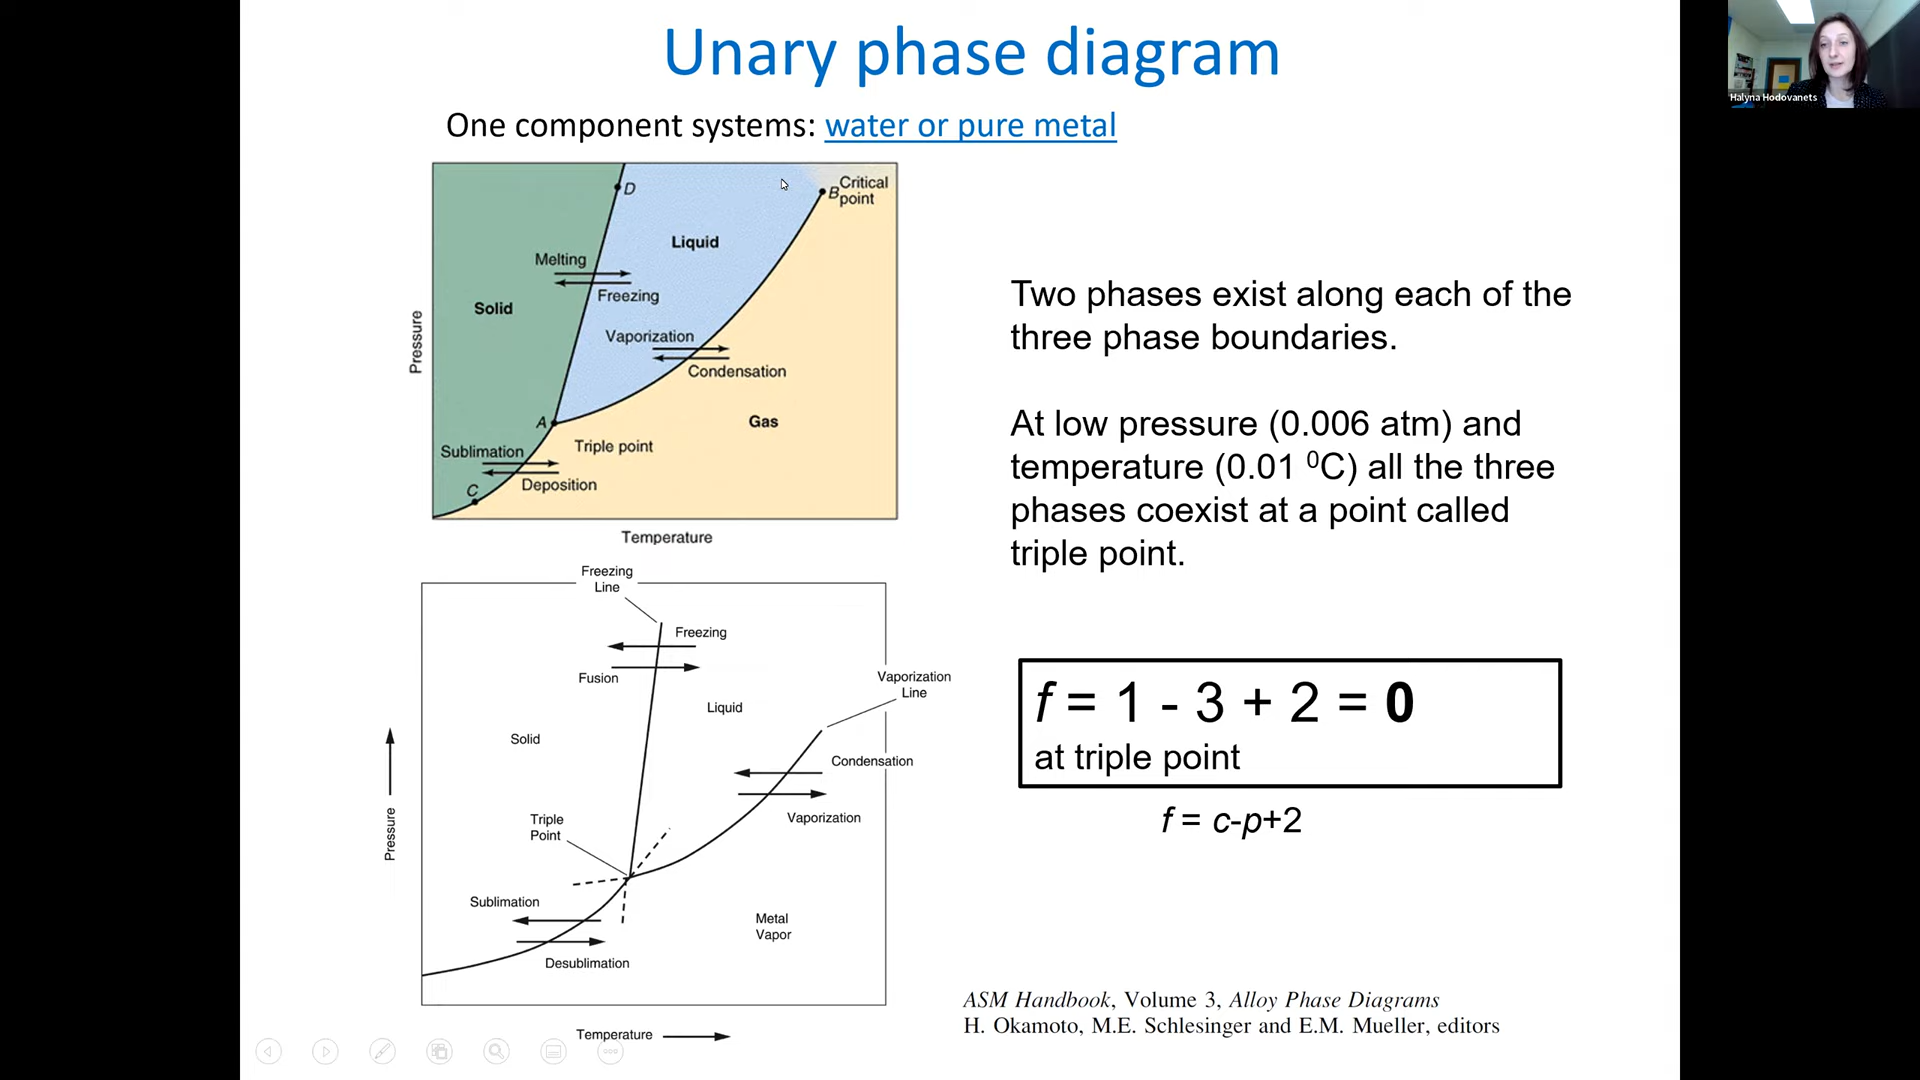 Unary phase diagram
Halyna Hodovanets
One component systems: water or pure metal
D
B Critical
point
Liquid
Melting
Freezing
Solid
Vaporization
Condensation
Pressure
A
Gas
Triple point
Sublimation
Deposition
C
Temperature
Two phases exist along each of the
three phase boundaries.
At low pressure (0.006 atm) and
temperature (0.01 ⁰C) all the three
phases coexist at a point called
triple point.
Freezing
Line
Freezing
Fusion
Vaporization
Line
Liquid
Solid
Condensation
Vaporization
Triple
Point
Pressure
Sublimation
Metal
Vapor
Desublimation
Temperature
f = 1 - 3 + 2 = 0
at triple point
f = c-p+2
ASM Handbook, Volume 3, Alloy Phase Diagrams
H. Okamoto, M.E. Schlesinger and E.M. Mueller, editors